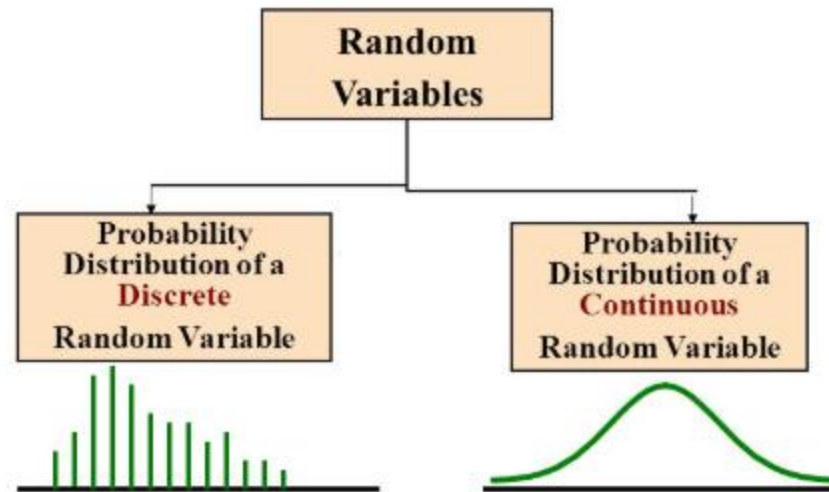 Random
Variables
Probability
Distribution of a
Discrete
Random Variable
Probability
Distribution of a
Continuous
Random Variable